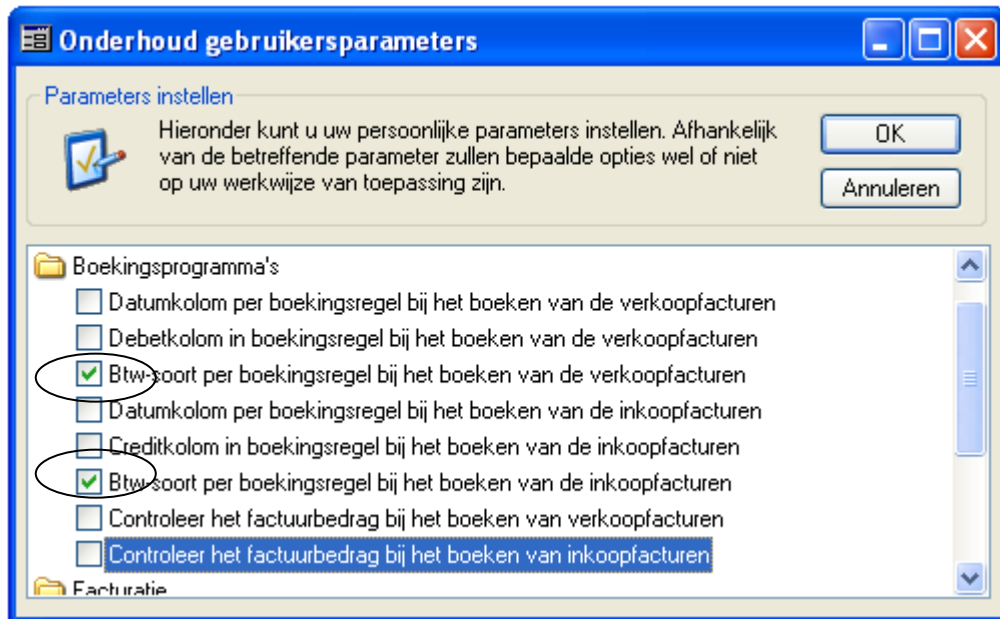 Onderhoud gebruikersparameters
Parameters instellen
Hieronder kunt u uw persoonlijke parameters instellen. Afhankelijk
van de betreffende parameter zullen bepaalde opties wel of niet
op uw werkwijze van toepassing zijn.
OK
Annuleren
Boekingsprogramma's
Datumkolom per boekingsregel bij het boeken van de verkoopfacturen
Debetkolom in boekingsregel bij het boeken van de verkoopfacturen
Btw-soort per boekingsregel bij het boeken van de verkoopfacturen
Datumkolom per boekingsregel bij het boeken van de inkoopfacturen
Creditkolom in boekingsregel bij het boeken van de inkoopfacturen
Btw-soort per boekingsregel bij het boeken van de inkoopfacturen
Controleer het factuurbedrag bij het boeken van verkoopfacturen
Controleer het factuurbedrag bij het boeken van inkoopfacturen
Facturatie